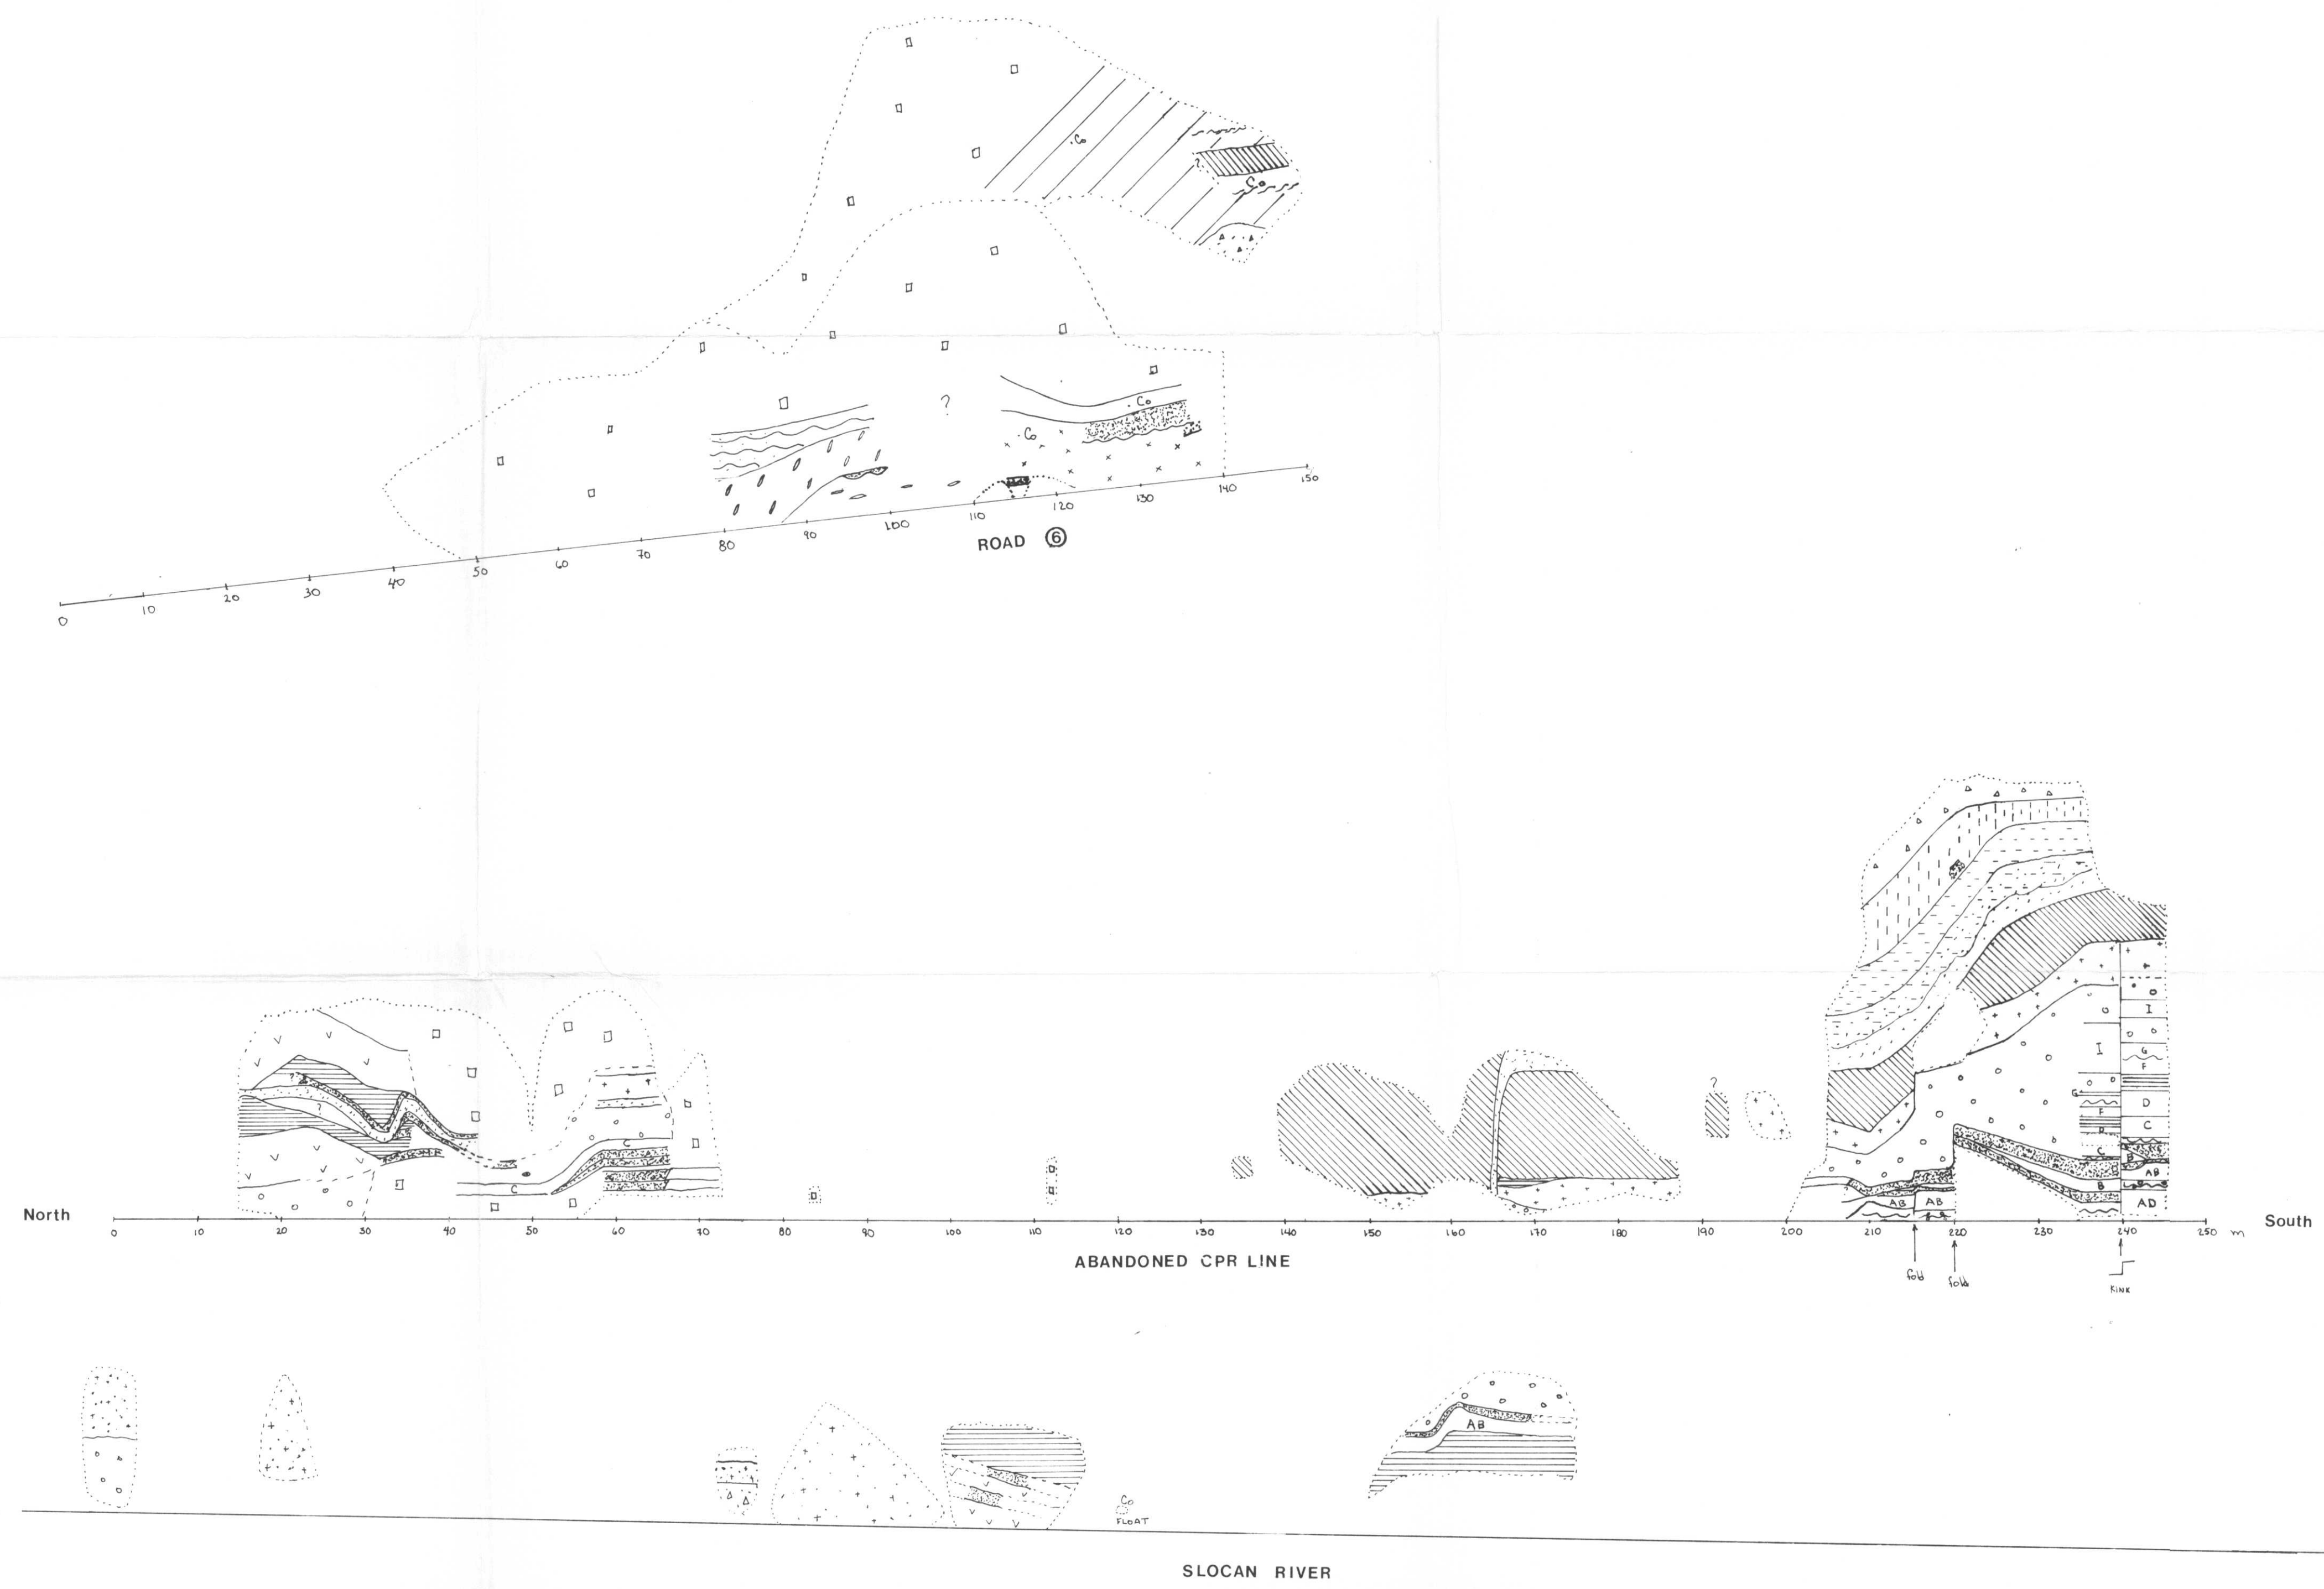 Co
?
Co
?
Co
Co
0 10 20 30 40 50 60 70 80 90 100 110 120 130 140 150
ROAD 6
?
?
C
C
?
I
G
F
D
C
B
I
G
F
D
C
B
AB
AD
AB AB
North
0 10 20 30 40 50 60 70 80 90 100 110 120 130 140 150 160 170 180 190 200 210 220 230 240 250 m
South
ABANDONED CPR LINE
fold
fold
KINK
AB
Co
FLOAT
SLOCAN RIVER